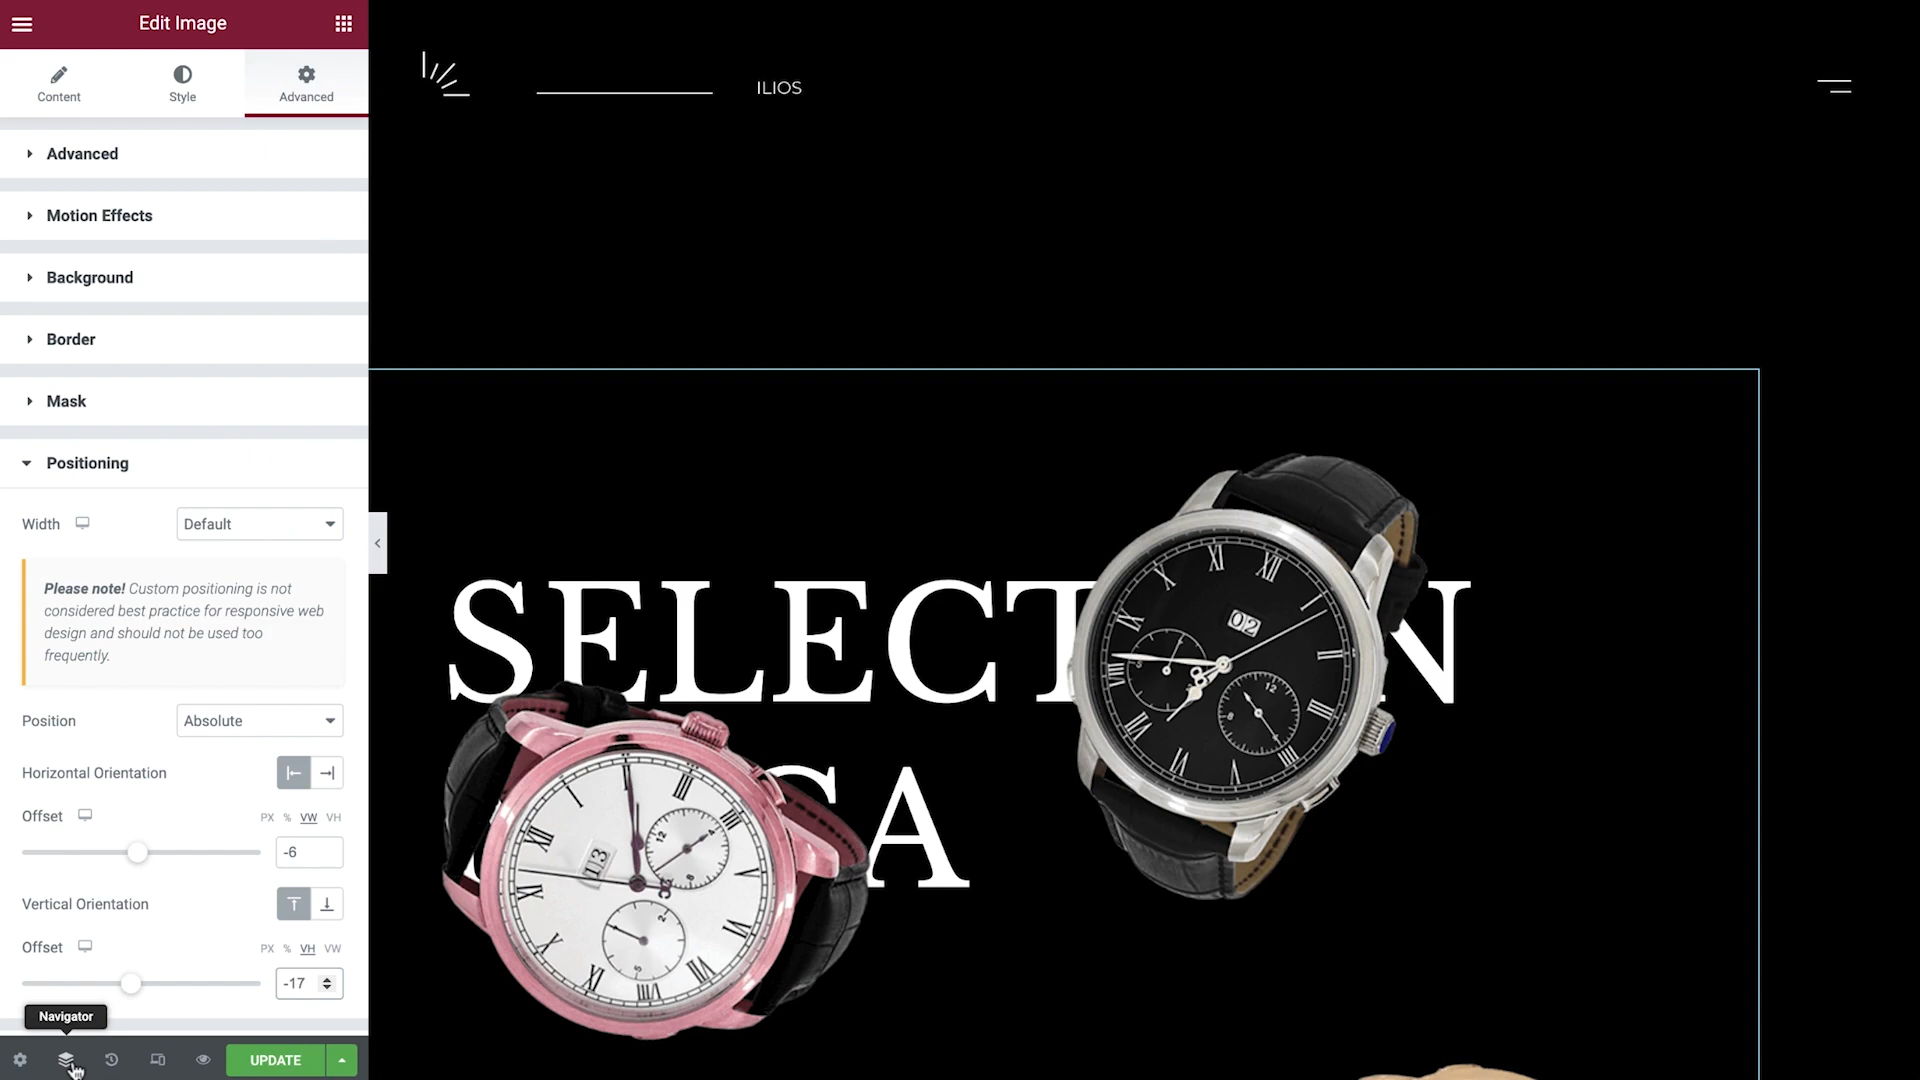 Edit Image
Content
Style
Advanced
Advanced
Motion Effects
Background
Border
Mask
Positioning
Width
Default
Please note! Custom positioning is not
considered best practice for responsive web
design and should not be used too
frequently.
Position
Absolute
Horizontal Orientation
Offset
PX % VW VH
-6
Vertical Orientation
Offset
PX % VH VW
-17
Navigator
UPDATE
ILIOS
SELECT N
CA
02
13